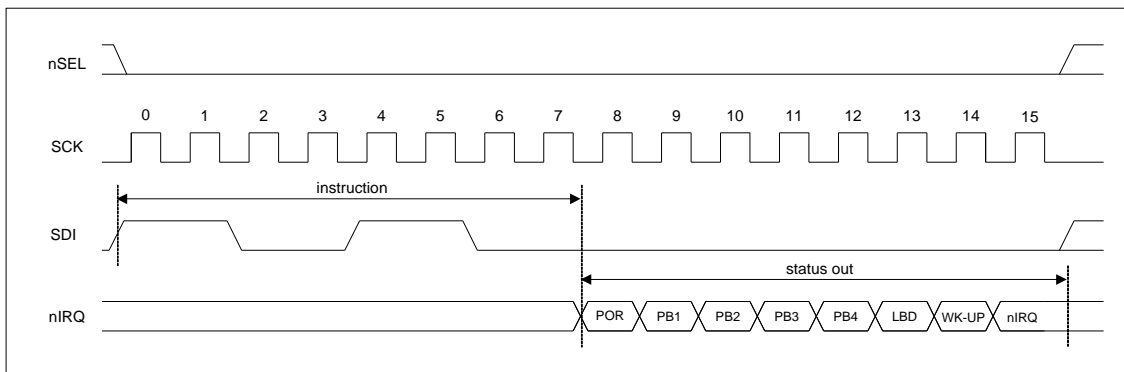 nSEL
0 1 2 3 4 5 6 7 8 9 10 11 12 13 14 15
SCK
instruction
SDI
status out
nIRQ POR PB1 PB2 PB3 PB4 LBD WK-UP nIRQ